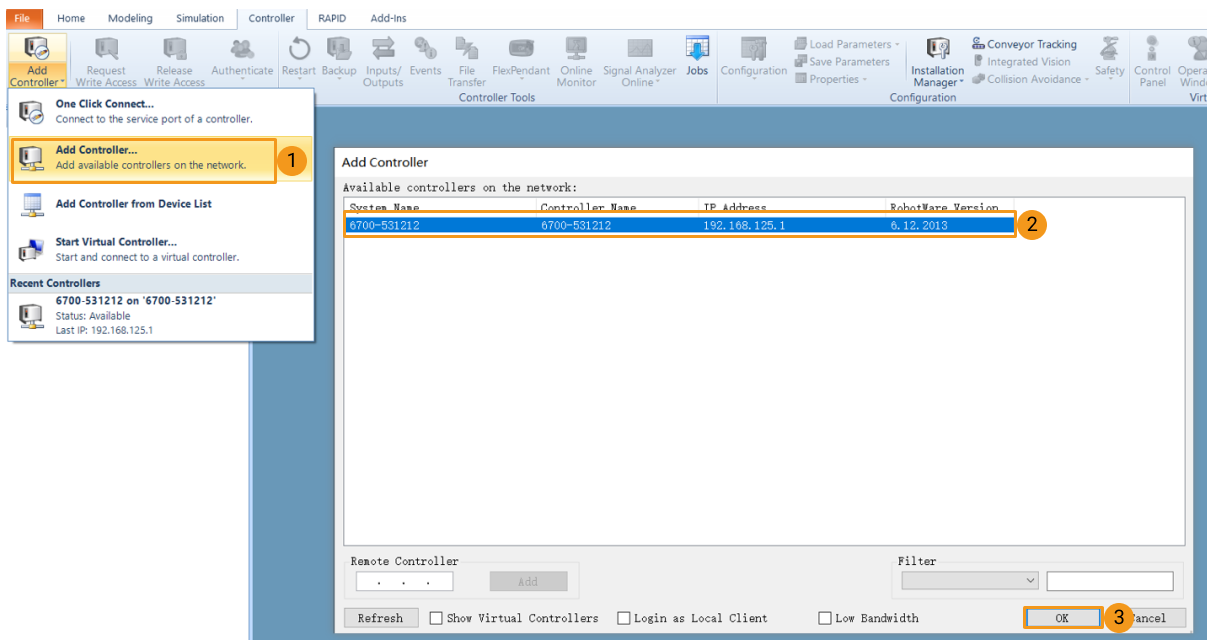 File Home Modeling Simulation Controller RAPID Add-Ins
Add Controller
Request Write Access
Release Write Access
Authenticate
Restart
Backup
Inputs/ Outputs
Events
File Transfer
FlexPendant
Online Monitor
Signal Analyzer Online
Jobs
Controller Tools
Configuration
Load Parameters
Save Parameters
Properties
Installation Manager
Conveyor Tracking
Integrated Vision
Collision Avoidance
Configuration
Safety
Control Panel
Opera
Windo
Virt
One Click Connect...
Connect to the service port of a controller.
Add Controller...
Add available controllers on the network.
1
Add Controller from Device List
Start Virtual Controller...
Start and connect to a virtual controller.
Recent Controllers
6700-531212 on '6700-531212'
Status: Available
Last IP: 192.168.125.1
Add Controller
Available controllers on the network:
System Name Controller Name IP Address RobotWare Version
6700-531212 6700-531212 192.168.125.1 6.12.2013
2
Remote Controller
. . .
Add
Filter
Refresh
Show Virtual Controllers
Login as Local Client
Low Bandwidth
OK
3
ancel